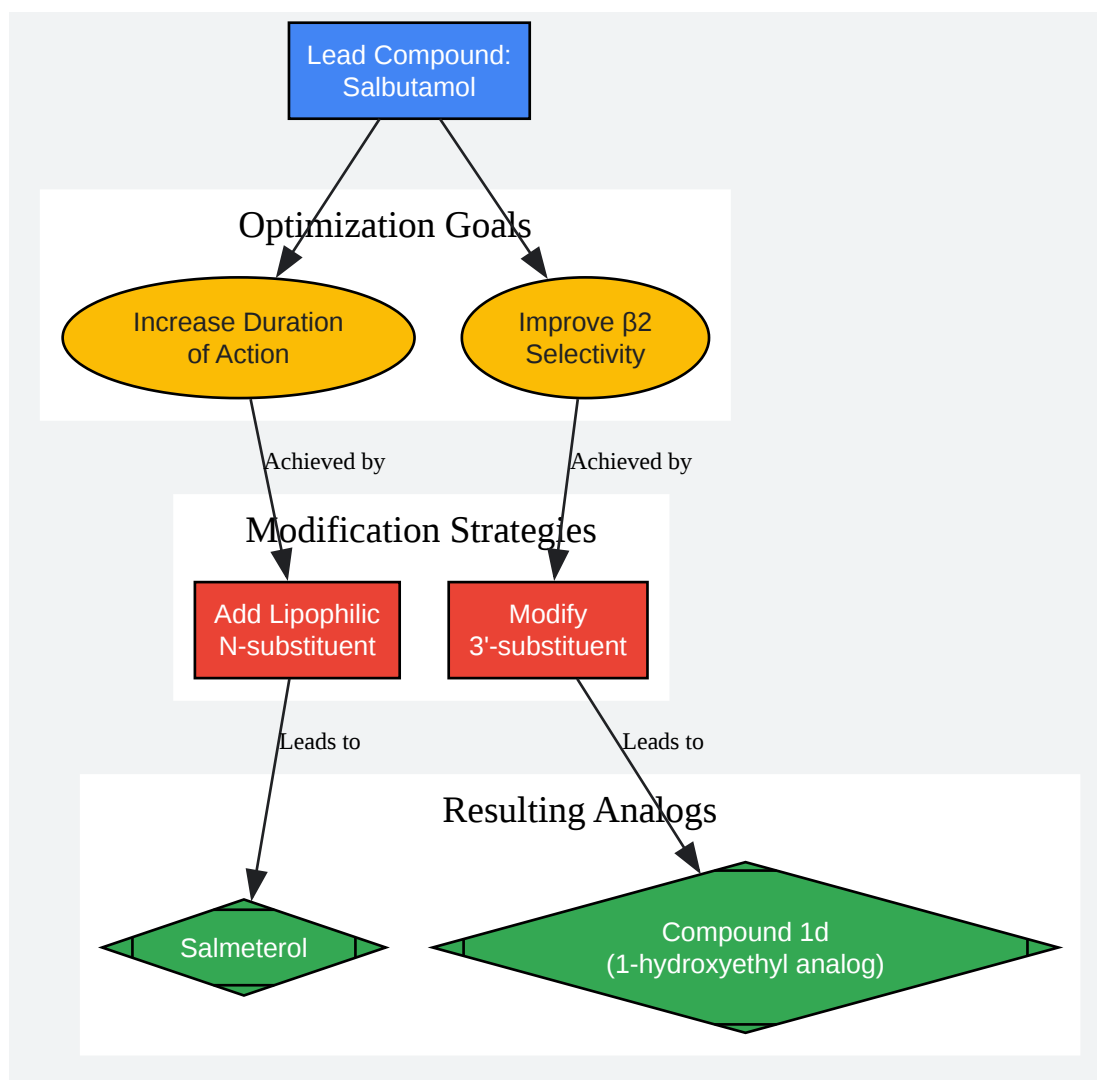 Lead Compound:
Salbutamol
Optimization Goals
Increase Duration
of Action
Improve β2
Selectivity
Achieved by
Achieved by
Modification Strategies
Add Lipophilic
N-substituent
Modify
3'-substituent
Leads to
Leads to
Resulting Analogs
Salmeterol
Compound 1d
(1-hydroxyethyl analog)